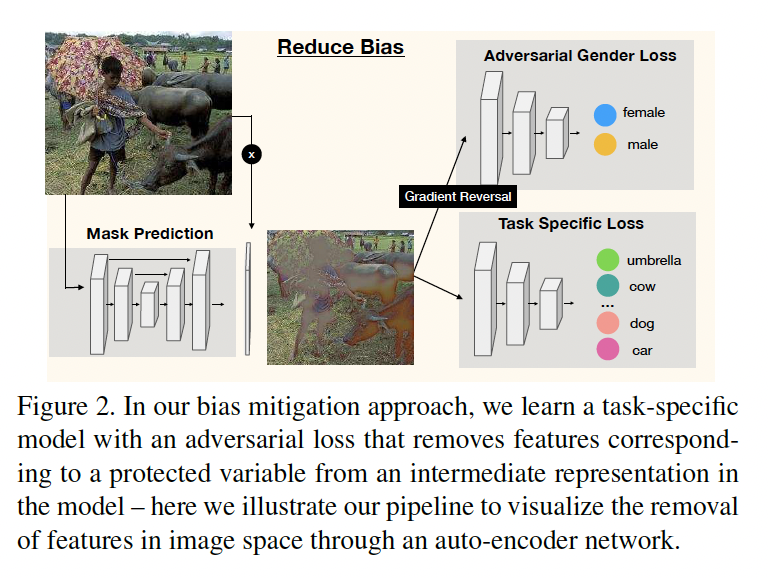 Reduce Bias
Adversarial Gender Loss
female
male
x
Gradient Reversal
Mask Prediction
Task Specific Loss
umbrella
cow
...
dog
car
Figure 2. In our bias mitigation approach, we learn a task-specific
model with an adversarial loss that removes features correspond-
ing to a protected variable from an intermediate representation in
the model – here we illustrate our pipeline to visualize the removal
of features in image space through an auto-encoder network.